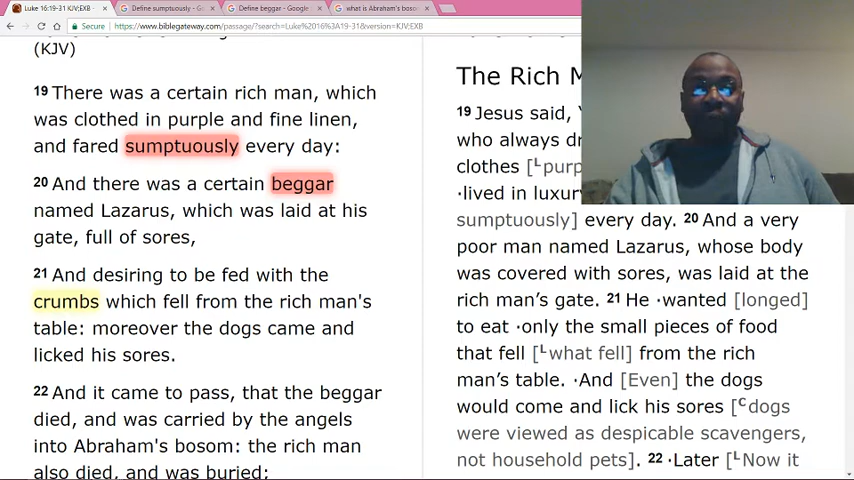 Luke 16:19-31 KJV;EXB -
Define sumptuously - Go
Define beggar - Google
what is Abraham's boso
Secure
https://www.biblegateway.com/passage/?search=Luke%2016%3A19-31&version=KJV;EXB
(KJV)
19 There was a certain rich man, which
was clothed in purple and fine linen,
and fared sumptuously every day:
20 And there was a certain beggar
named Lazarus, which was laid at his
gate, full of sores,
21 And desiring to be fed with the
crumbs which fell from the rich man's
table: moreover the dogs came and
licked his sores.
22 And it came to pass, that the beggar
died, and was carried by the angels
into Abraham's bosom: the rich man
also died, and was buried;
The Rich M
19 Jesus said,
who always dr
clothes [L purp
·lived in luxur
sumptuously] every day. 20 And a very
poor man named Lazarus, whose body
was covered with sores, was laid at the
rich man's gate. 21 He ·wanted [longed]
to eat ·only the small pieces of food
that fell [L what fell] from the rich
man's table. ·And [Even] the dogs
would come and lick his sores [C dogs
were viewed as despicable scavengers,
not household pets]. 22 ·Later [L Now it